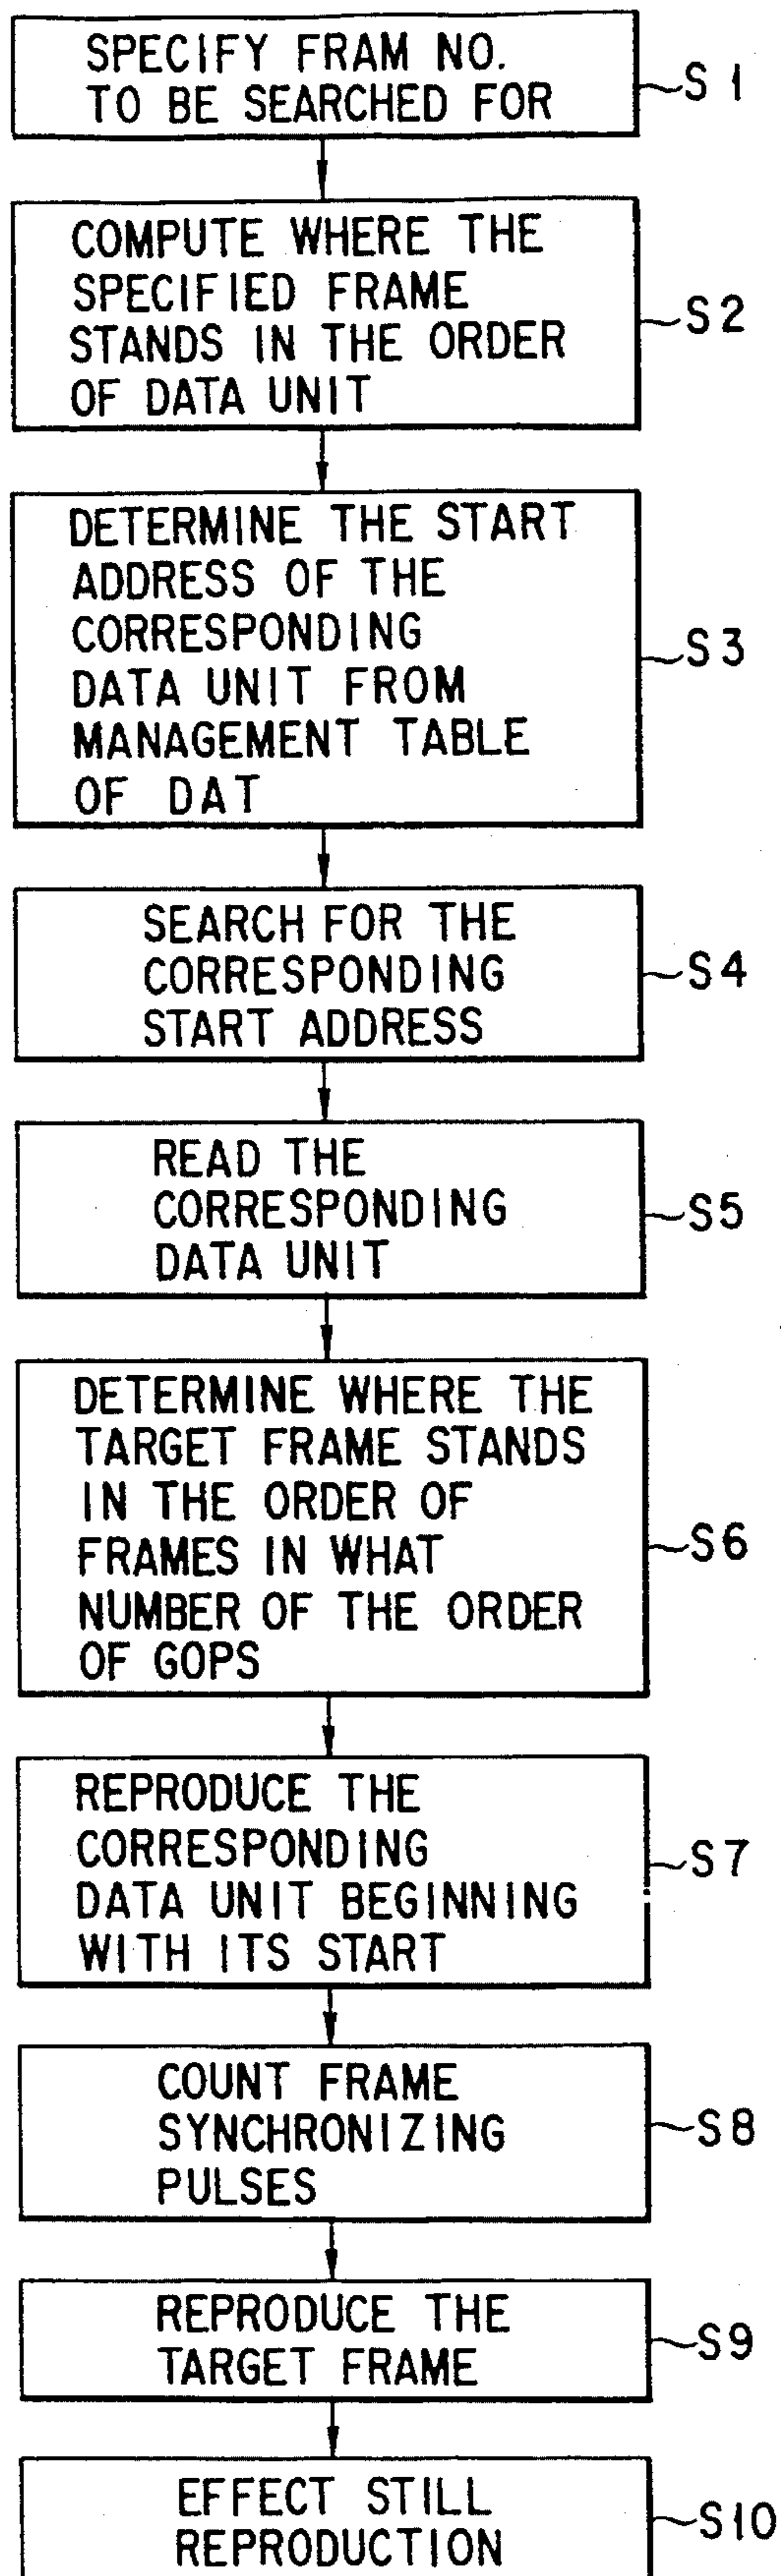 SPECIFY FRAM NO.
TO BE SEARCHED FOR
S1
COMPUTE WHERE THE
SPECIFIED FRAME
STANDS IN THE ORDER
OF DATA UNIT
S2
DETERMINE THE START
ADDRESS OF THE
CORRESPONDING
DATA UNIT FROM
MANAGEMENT TABLE
OF DAT
S3
SEARCH FOR THE
CORRESPONDING
START ADDRESS
S4
READ THE
CORRESPONDING
DATA UNIT
S5
DETERMINE WHERE THE
TARGET FRAME STANDS
IN THE ORDER OF
FRAMES IN WHAT
NUMBER OF THE ORDER
OF GOPS
S6
REPRODUCE THE
CORRESPONDING
DATA UNIT BEGINNING
WITH ITS START
S7
COUNT FRAME
SYNCHRONIZING
PULSES
S8
REPRODUCE THE
TARGET FRAME
S9
EFFECT STILL
REPRODUCTION
S10